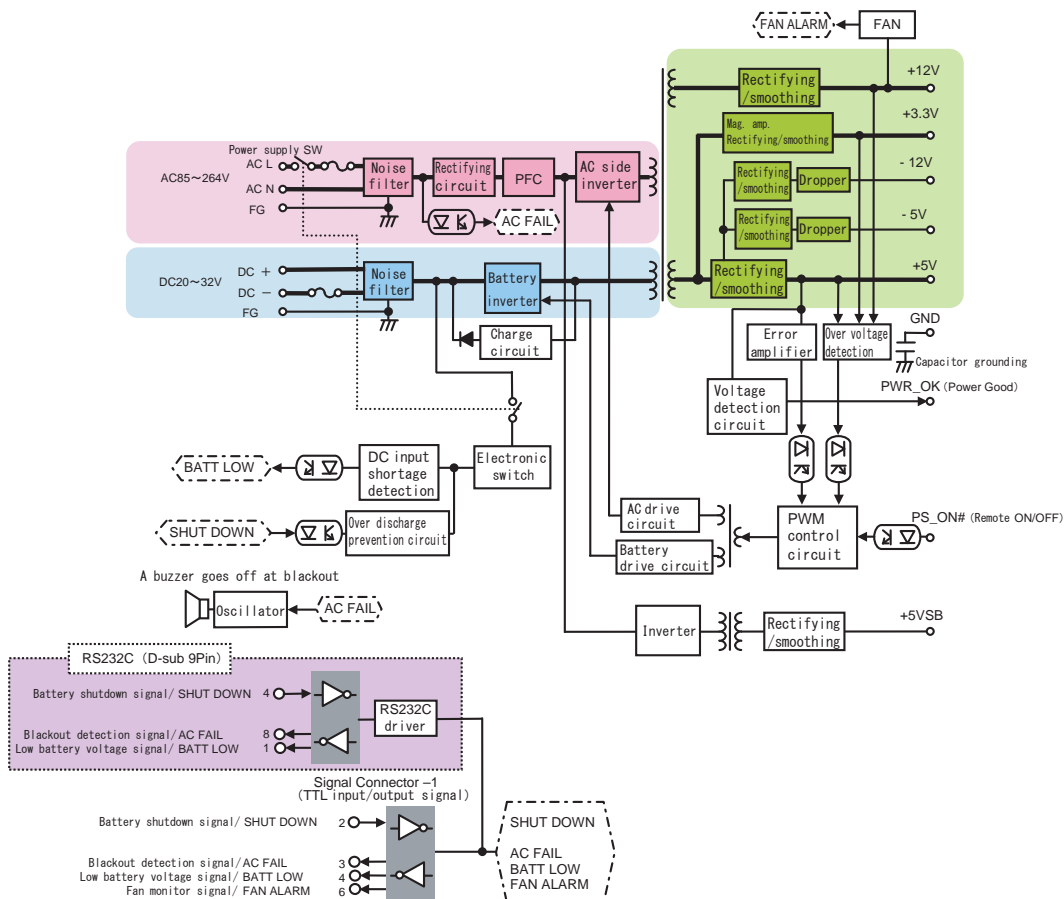 FAN ALARM
FAN
+12V
Rectifying
/smoothing
+3.3V
Mag. amp.
Rectifying/smoothing
- 12V
Rectifying
/smoothing
Dropper
- 5V
Rectifying
/smoothing
Dropper
+5V
Rectifying
/smoothing
Power supply SW
AC85～264V
AC L
AC N
FG
Noise
filter
Rectifying
circuit
PFC
AC side
inverter
AC FAIL
DC20～32V
DC +
DC −
FG
Noise
filter
Battery
inverter
Charge
circuit
Error
amplifier
Over voltage
detection
GND
Capacitor grounding
Voltage
detection
circuit
PWR_OK (Power Good)
BATT LOW
DC input
shortage
detection
Electronic
switch
SHUT DOWN
Over discharge
prevention circuit
AC drive
circuit
Battery
drive circuit
PWM
control
circuit
PS_ON# (Remote ON/OFF)
A buzzer goes off at blackout
Oscillator
AC FAIL
Inverter
Rectifying
/smoothing
+5VSB
RS232C (D-sub 9Pin)
Battery shutdown signal/ SHUT DOWN 4
Blackout detection signal/ AC FAIL 8
Low battery voltage signal/ BATT LOW 1
RS232C
driver
Signal Connector –1
(TTL input/output signal)
Battery shutdown signal/ SHUT DOWN 2
Blackout detection signal/ AC FAIL 3
Low battery voltage signal/ BATT LOW 4
Fan monitor signal/ FAN ALARM 6
SHUT DOWN
AC FAIL
BATT LOW
FAN ALARM